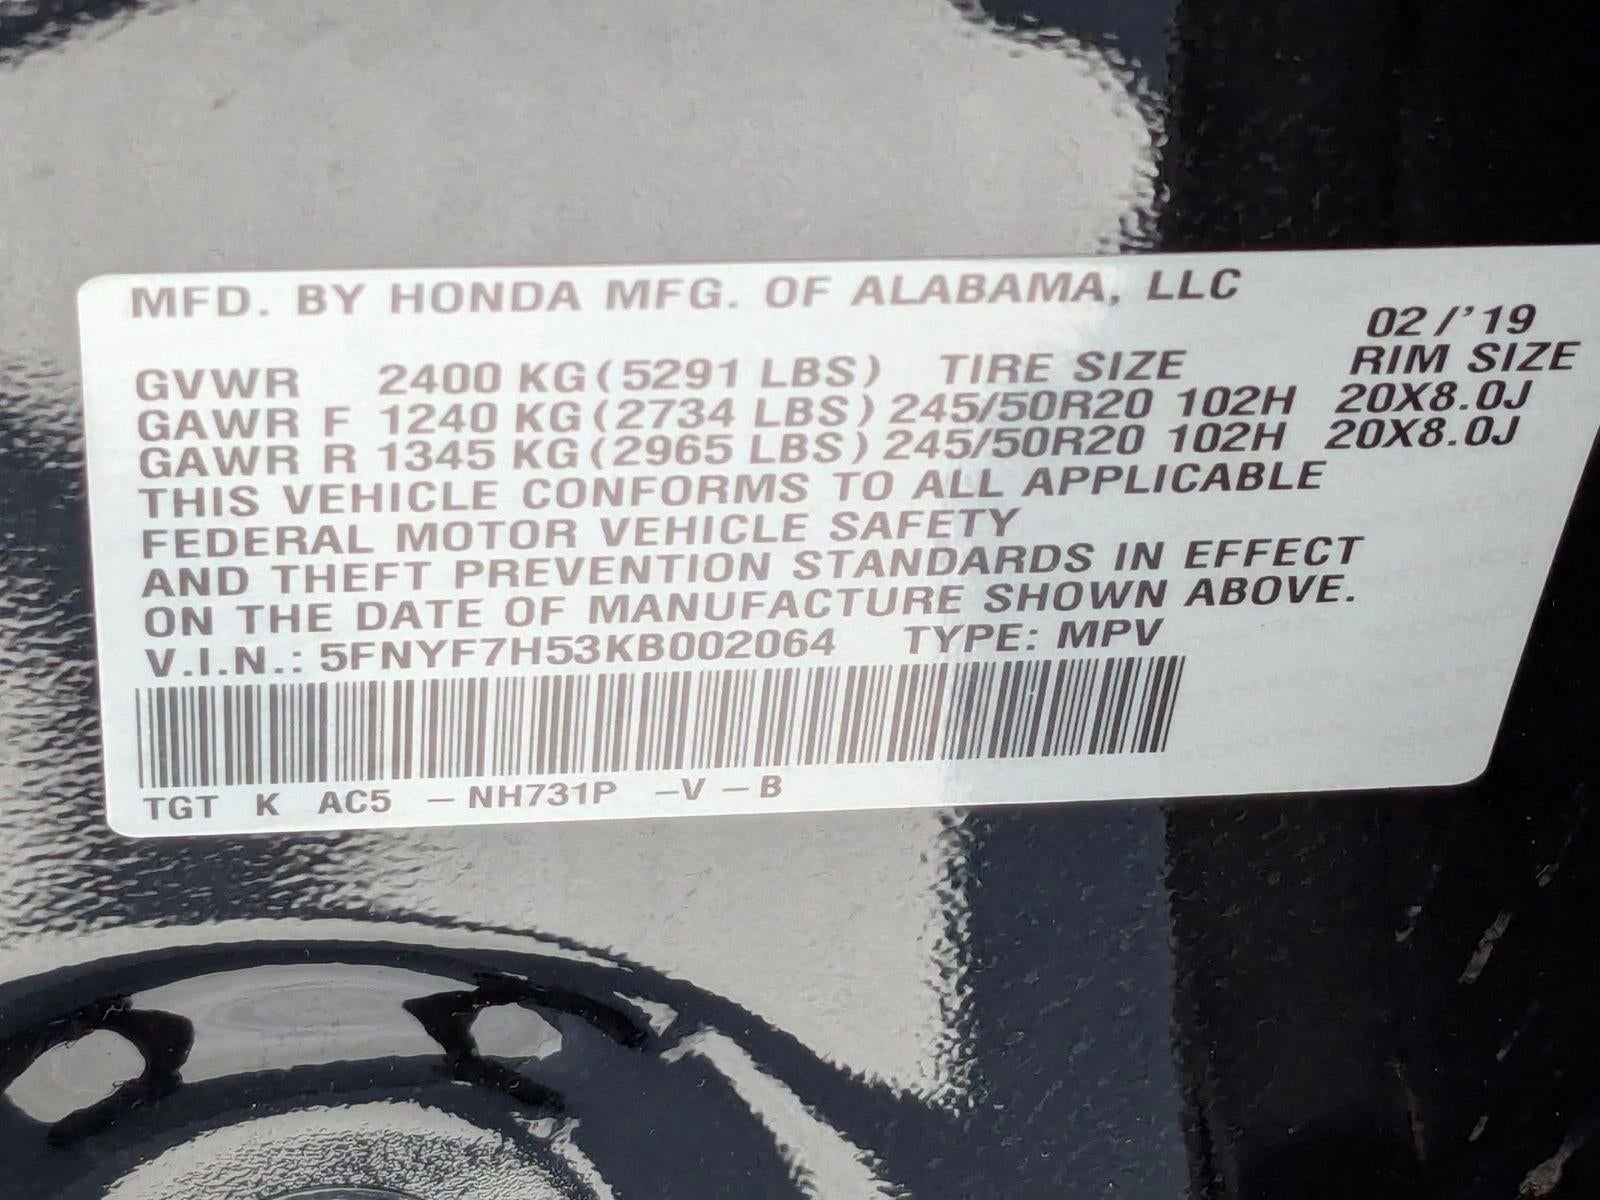 MFD. BY HONDA MFG. OF ALABAMA, LLC
02/'19
GVWR 2400 KG(5291 LBS) TIRE SIZE RIM SIZE
GAWR F 1240 KG(2734 LBS) 245/50R20 102H 20X8.0J
GAWR R 1345 KG(2965 LBS) 245/50R20 102H 20X8.0J
THIS VEHICLE CONFORMS TO ALL APPLICABLE
FEDERAL MOTOR VEHICLE SAFETY
AND THEFT PREVENTION STANDARDS IN EFFECT
ON THE DATE OF MANUFACTURE SHOWN ABOVE.
V.I.N.: 5FNYF7H53KB002064 TYPE: MPV
TGT K AC5 -NH731P -V-B